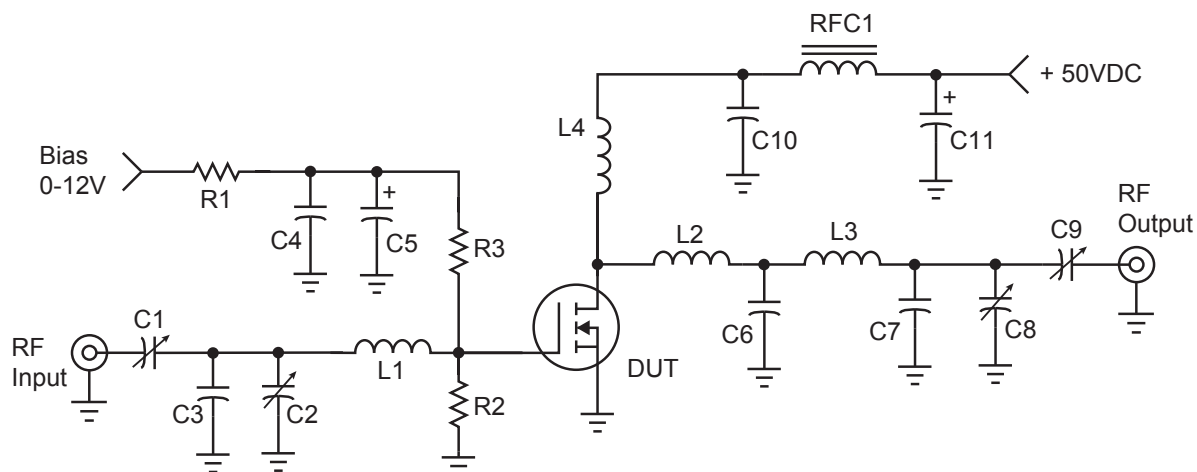 RFC1
+ 50VDC
L4
C10
+
C11
Bias
0-12V
R1
C4
+
C5
R3
L2
L3
C9
RF
Output
C6
C7
C8
DUT
C1
RF
Input
L1
C3
C2
R2